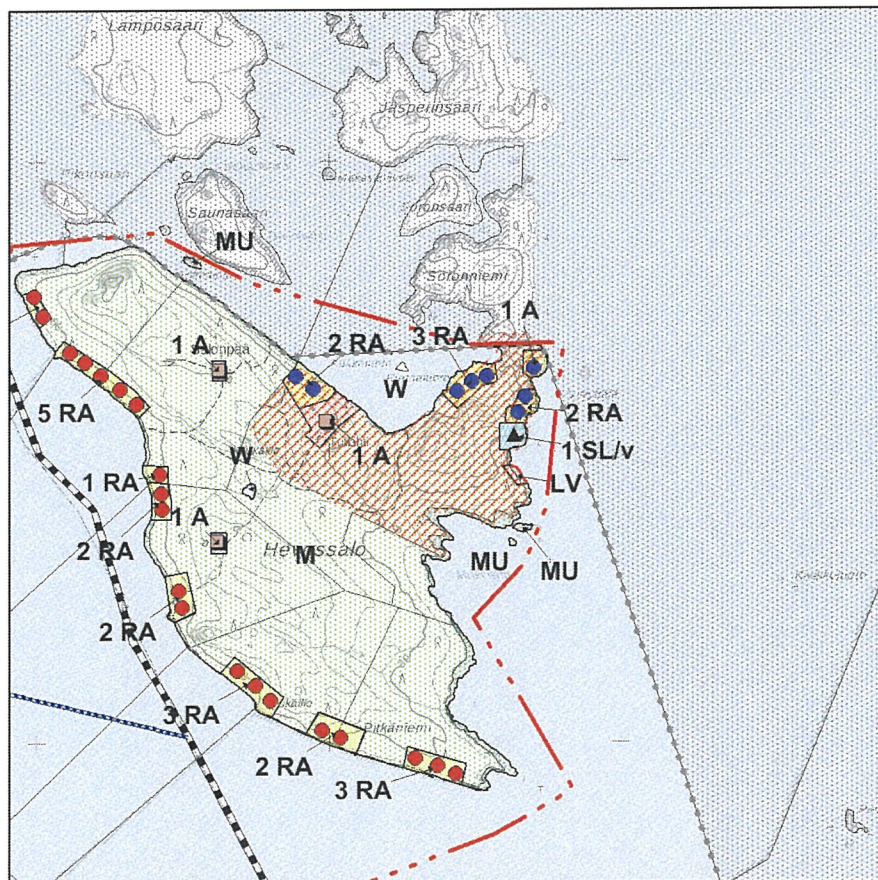 Lamposaari
Jasperinsaari
Saunasaari
MU
Sotonniemi
1 A
2 RA
3 RA
1 A
W
5 RA
2 RA
1 A
1 SL/v
W
LV
1 RA
1 A
Hevossalo
M
MU
MU
2 RA
2 RA
3 RA
Pitkäniemi
2 RA
3 RA